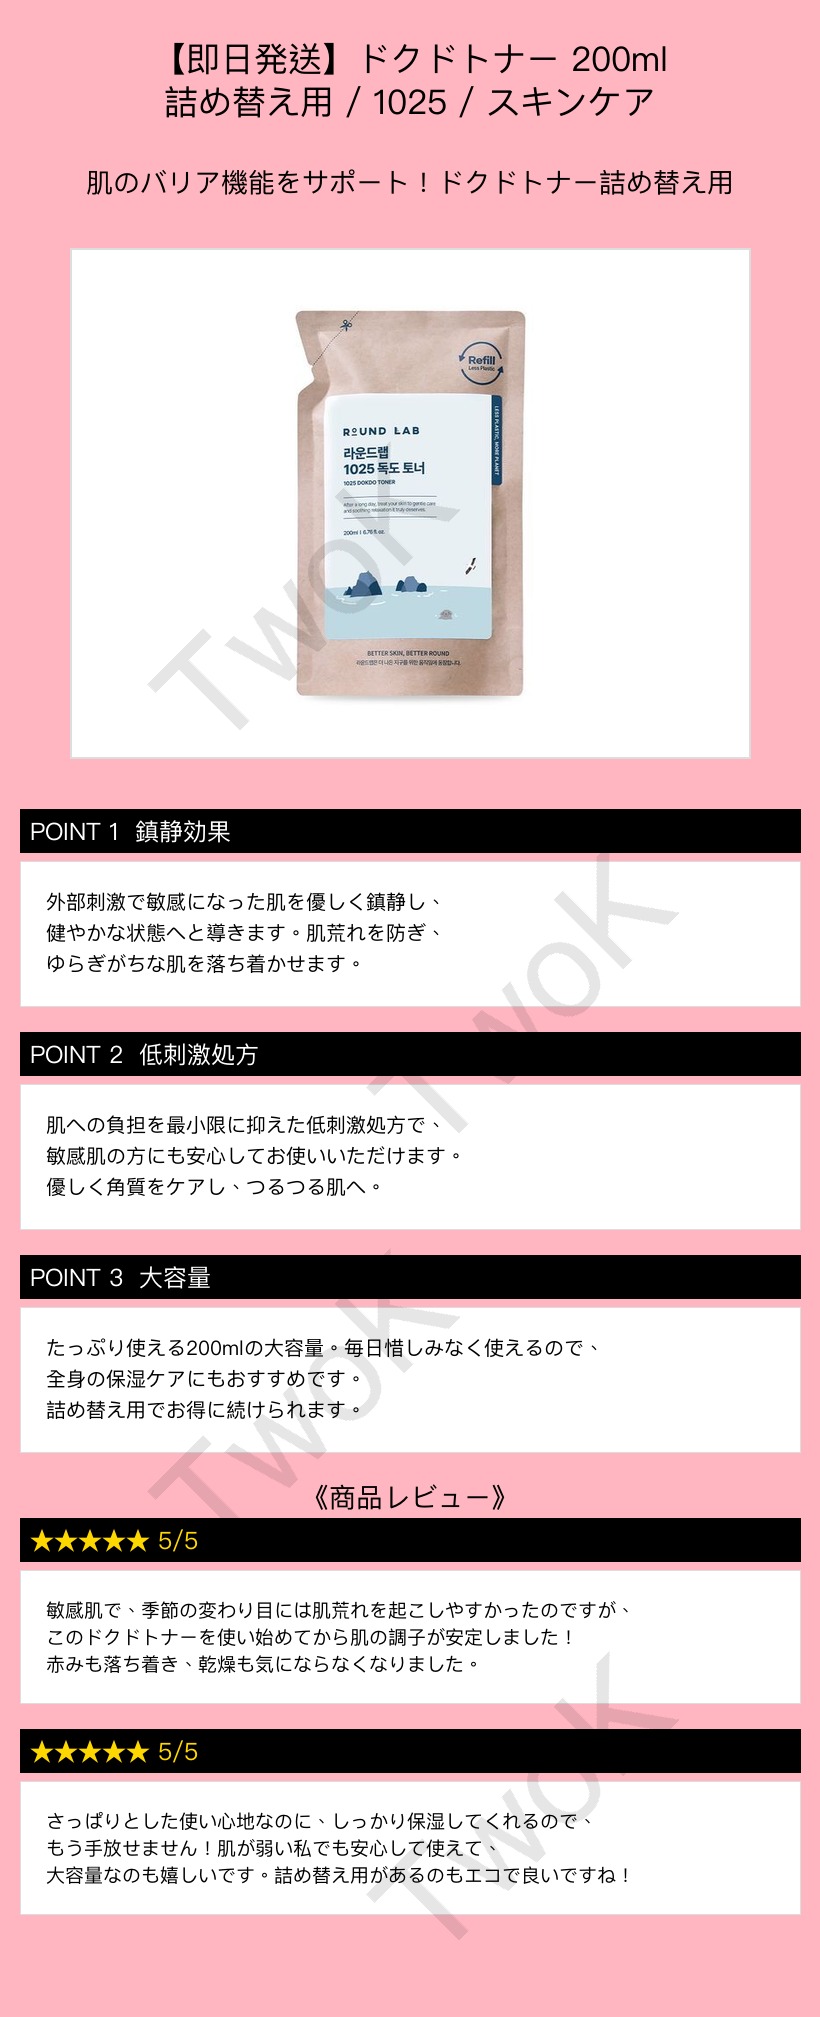 【即日発送】ドクドトナー 200ml
詰め替え用 / 1025 / スキンケア
肌のバリア機能をサポート！ドクドトナー詰め替え用
Refill
Less Plastic
LESS PLASTIC, MORE PLANET
ROUND LAB
라운드랩
1025 독도 토너
1025 DOKDO TONER
After a long day, treat your skin to gentle care
and soothing relaxation it truly deserves.
200ml I 6.76 fl.oz.
BETTER SKIN, BETTER ROUND
라운드랩은 더 나은 지구를 위한 움직임에 동참합니다.
TwoK
POINT 1 鎮静効果
外部刺激で敏感になった肌を優しく鎮静し、
健やかな状態へと導きます。肌荒れを防ぎ、
ゆらぎがちな肌を落ち着かせます。
TwoK
POINT 2 低刺激処方
肌への負担を最小限に抑えた低刺激処方で、
敏感肌の方にも安心してお使いいただけます。
優しく角質をケアし、つるつる肌へ。
POINT 3 大容量
たっぷり使える200mlの大容量。毎日惜しみなく使えるので、
全身の保湿ケアにもおすすめです。
詰め替え用でお得に続けられます。
TwoK
《商品レビュー》
★★★★★ 5/5
敏感肌で、季節の変わり目には肌荒れを起こしやすかったのですが、
このドクドトナーを使い始めてから肌の調子が安定しました！
赤みも落ち着き、乾燥も気にならなくなりました。
★★★★★ 5/5
さっぱりとした使い心地なのに、しっかり保湿してくれるので、
もう手放せません！肌が弱い私でも安心して使えて、
大容量なのも嬉しいです。詰め替え用があるのもエコで良いですね！
TwoK